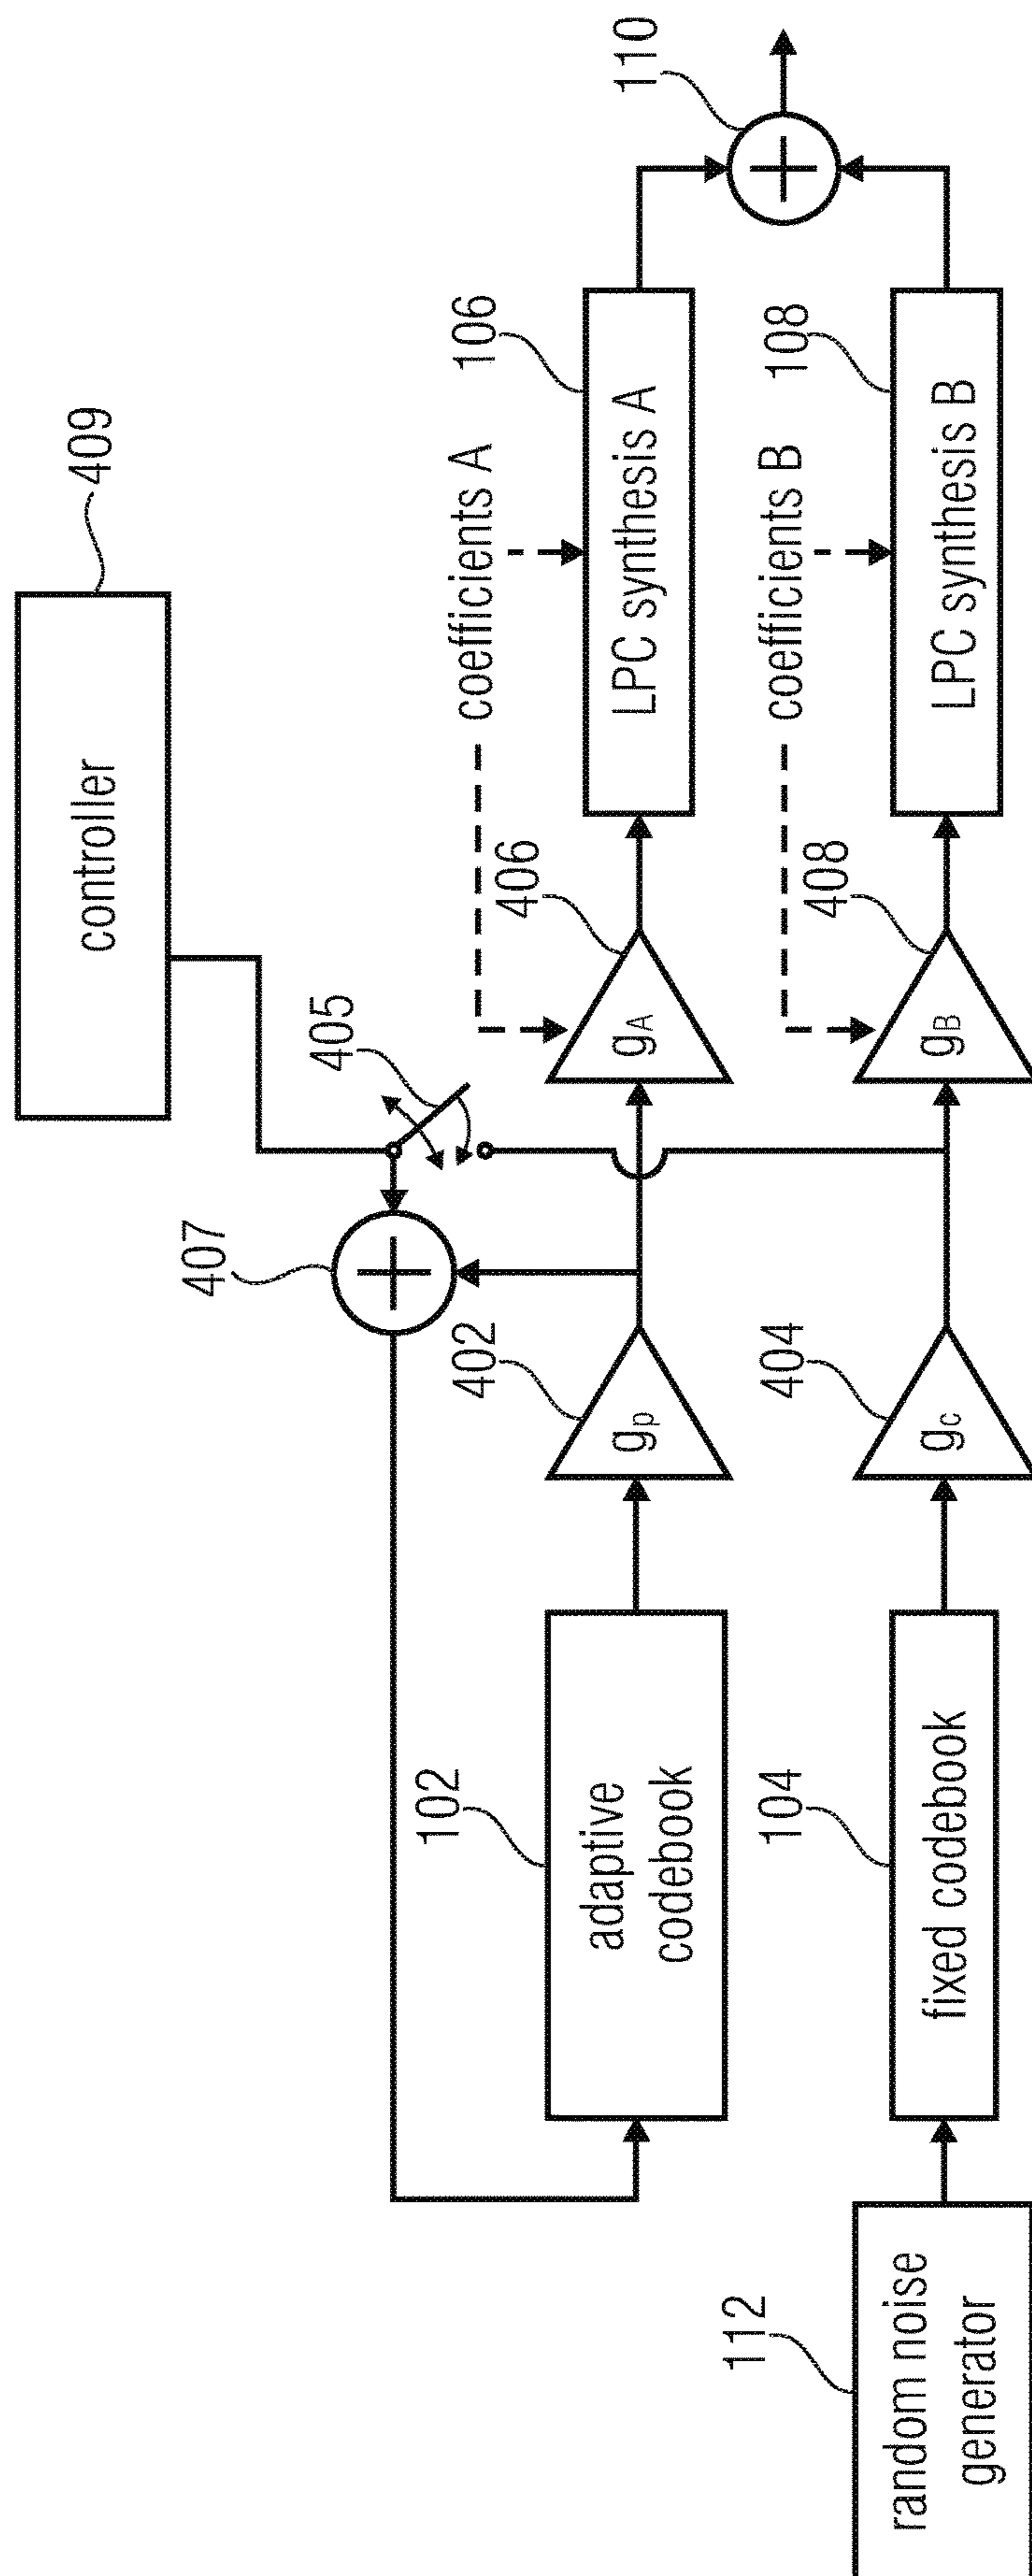 controller
409
407
405
coefficients A
106
402
406
102
adaptive
codebook
gp
gA
LPC synthesis A
110
coefficients B
108
404
408
112
random noise
generator
104
fixed codebook
gc
gB
LPC synthesis B